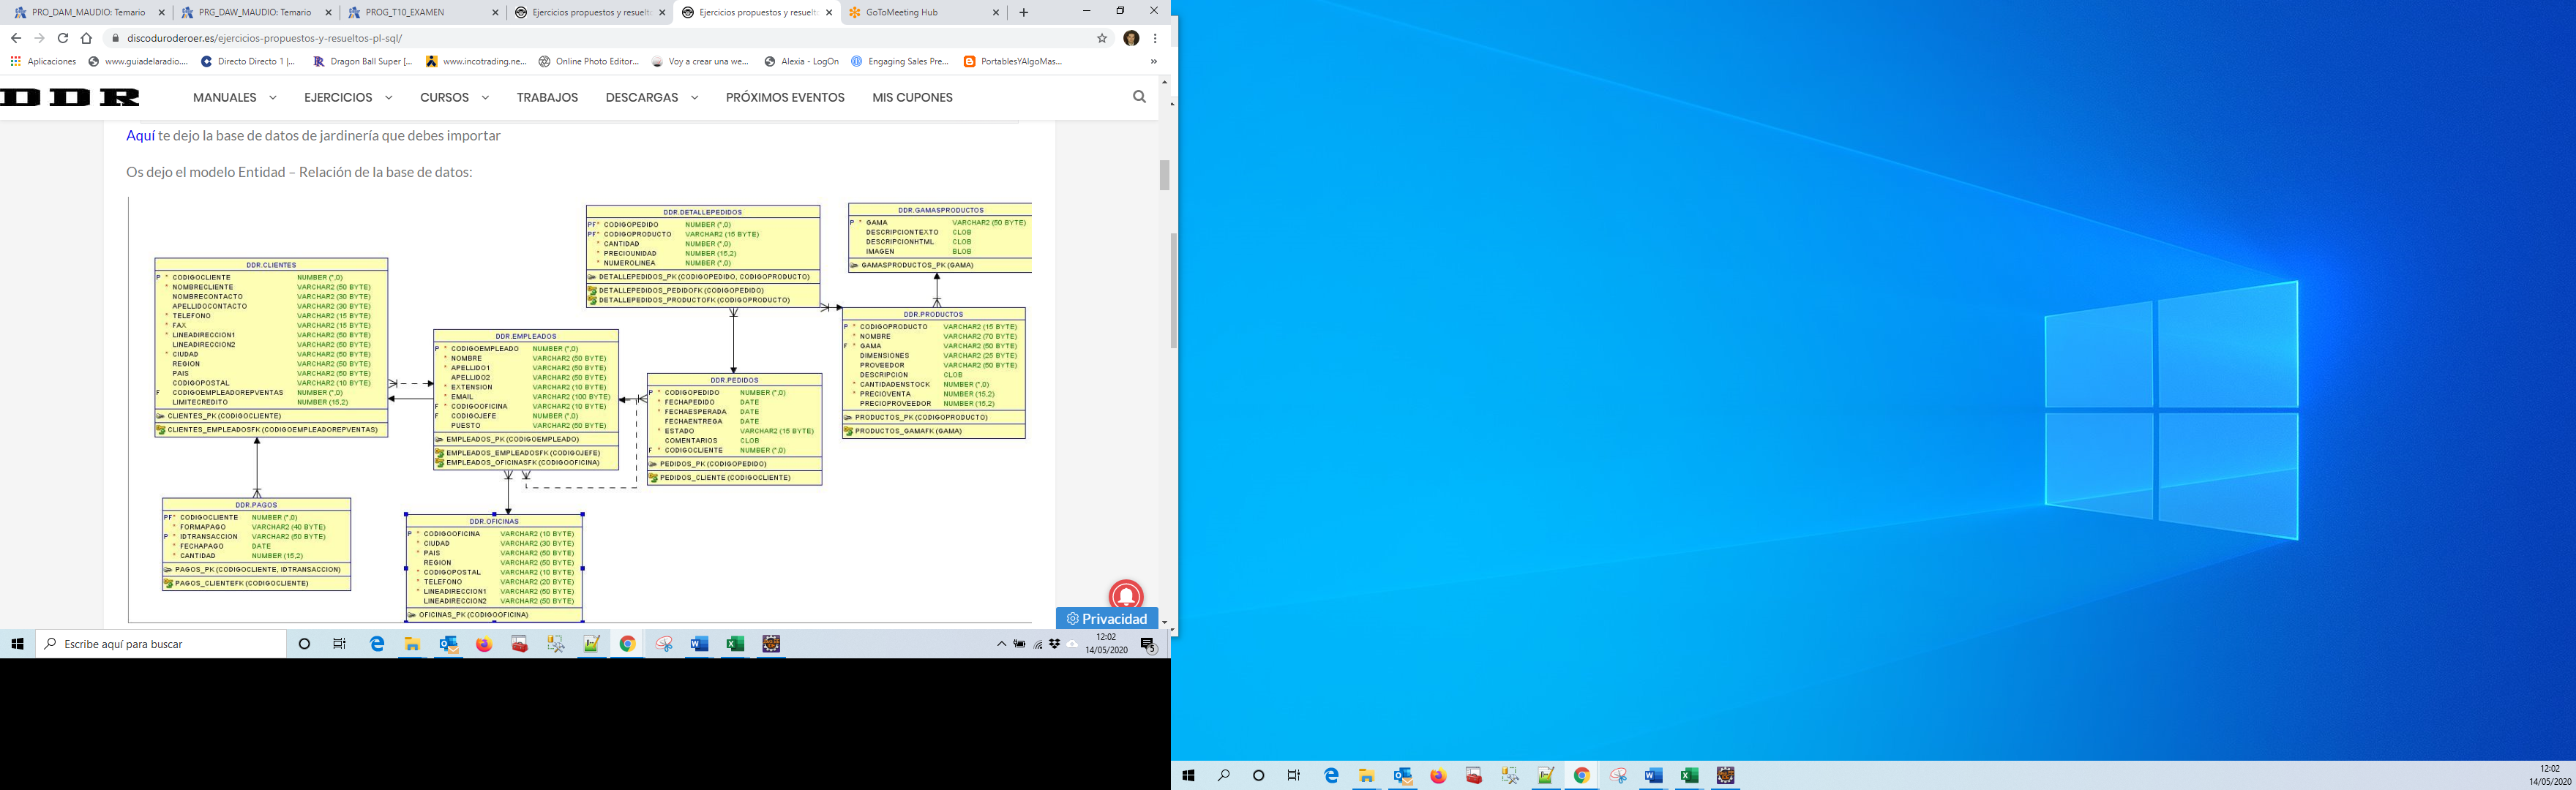 PRO_DAM_MAUDIO: Temario
PRG_DAW_MAUDIO: Temario
PROG_T10_EXAMEN
Ejercicios propuestos y resuelto
Ejercicios propuestos y resuelto
GoToMeeting Hub
discoduroderoer.es/ejercicios-propuestos-y-resueltos-pl-sql/
Aplicaciones
www.guiadelaradio....
Directo Directo 1 |...
Dragon Ball Super [...
www.incotrading.ne...
Online Photo Editor...
Voy a crear una we...
Alexia - LogOn
Engaging Sales Pre...
PortablesYAlgoMas...
DDR
MANUALES
EJERCICIOS
CURSOS
TRABAJOS
DESCARGAS
PRÓXIMOS EVENTOS
MIS CUPONES
Aquí te dejo la base de datos de jardinería que debes importar
Os dejo el modelo Entidad – Relación de la base de datos:
DDR.DETALLEPEDIDOS
PF* CODIGOPEDIDO NUMBER (*,0)
PF* CODIGOPRODUCTO VARCHAR2 (15 BYTE)
* CANTIDAD NUMBER (*,0)
* PRECIOUNIDAD NUMBER (15,2)
* NUMEROLINEA NUMBER (*,0)
DETALLEPEDIDOS_PK (CODIGOPEDIDO, CODIGOPRODUCTO)
DETALLEPEDIDOS_PEDIDOFK (CODIGOPEDIDO)
DETALLEPEDIDOS_PRODUCTOFK (CODIGOPRODUCTO)
DDR.GAMASPRODUCTOS
P * GAMA VARCHAR2 (50 BYTE)
DESCRIPCIONTEXTO CLOB
DESCRIPCIONHTML CLOB
IMAGEN BLOB
GAMASPRODUCTOS_PK (GAMA)
DDR.CLIENTES
P * CODIGOCLIENTE NUMBER (*,0)
* NOMBRECLIENTE VARCHAR2 (50 BYTE)
NOMBRECONTACTO VARCHAR2 (30 BYTE)
APELLIDOCONTACTO VARCHAR2 (30 BYTE)
* TELEFONO VARCHAR2 (15 BYTE)
* FAX VARCHAR2 (15 BYTE)
* LINEADIRECCION1 VARCHAR2 (50 BYTE)
LINEADIRECCION2 VARCHAR2 (50 BYTE)
* CIUDAD VARCHAR2 (50 BYTE)
REGION VARCHAR2 (50 BYTE)
PAIS VARCHAR2 (50 BYTE)
CODIGOPOSTAL VARCHAR2 (10 BYTE)
F CODIGOEMPLEADOREPVENTAS NUMBER (*,0)
LIMITECREDITO NUMBER (15,2)
CLIENTES_PK (CODIGOCLIENTE)
CLIENTES_EMPLEADOSFK (CODIGOEMPLEADOREPVENTAS)
DDR.EMPLEADOS
P * CODIGOEMPLEADO NUMBER (*,0)
* NOMBRE VARCHAR2 (50 BYTE)
* APELLIDO1 VARCHAR2 (50 BYTE)
APELLIDO2 VARCHAR2 (50 BYTE)
* EXTENSION VARCHAR2 (10 BYTE)
* EMAIL VARCHAR2 (100 BYTE)
F * CODIGOOFICINA VARCHAR2 (10 BYTE)
F CODIGOJEFE NUMBER (*,0)
PUESTO VARCHAR2 (50 BYTE)
EMPLEADOS_PK (CODIGOEMPLEADO)
EMPLEADOS_EMPLEADOSFK (CODIGOJEFE)
EMPLEADOS_OFICINASFK (CODIGOOFICINA)
DDR.PRODUCTOS
P * CODIGOPRODUCTO VARCHAR2 (15 BYTE)
* NOMBRE VARCHAR2 (70 BYTE)
F * GAMA VARCHAR2 (50 BYTE)
DIMENSIONES VARCHAR2 (25 BYTE)
PROVEEDOR VARCHAR2 (50 BYTE)
DESCRIPCION CLOB
* CANTIDADENSTOCK NUMBER (*,0)
* PRECIOVENTA NUMBER (15,2)
PRECIOPROVEEDOR NUMBER (15,2)
PRODUCTOS_PK (CODIGOPRODUCTO)
PRODUCTOS_GAMAFK (GAMA)
DDR.PEDIDOS
P * CODIGOPEDIDO NUMBER (*,0)
* FECHAPEDIDO DATE
* FECHAESPERADA DATE
FECHAENTREGA DATE
* ESTADO VARCHAR2 (15 BYTE)
COMENTARIOS CLOB
F * CODIGOCLIENTE NUMBER (*,0)
PEDIDOS_PK (CODIGOPEDIDO)
PEDIDOS_CLIENTE (CODIGOCLIENTE)
DDR.PAGOS
PF* CODIGOCLIENTE NUMBER (*,0)
* FORMAPAGO VARCHAR2 (40 BYTE)
P * IDTRANSACCION VARCHAR2 (50 BYTE)
* FECHAPAGO DATE
* CANTIDAD NUMBER (15,2)
PAGOS_PK (CODIGOCLIENTE, IDTRANSACCION)
PAGOS_CLIENTEFK (CODIGOCLIENTE)
DDR.OFICINAS
P * CODIGOOFICINA VARCHAR2 (10 BYTE)
* CIUDAD VARCHAR2 (30 BYTE)
* PAIS VARCHAR2 (50 BYTE)
REGION VARCHAR2 (50 BYTE)
* CODIGOPOSTAL VARCHAR2 (10 BYTE)
* TELEFONO VARCHAR2 (20 BYTE)
* LINEADIRECCION1 VARCHAR2 (50 BYTE)
LINEADIRECCION2 VARCHAR2 (50 BYTE)
OFICINAS_PK (CODIGOOFICINA)
Privacidad
Escribe aquí para buscar
12:02
14/05/2020
5
12:02
14/05/2020